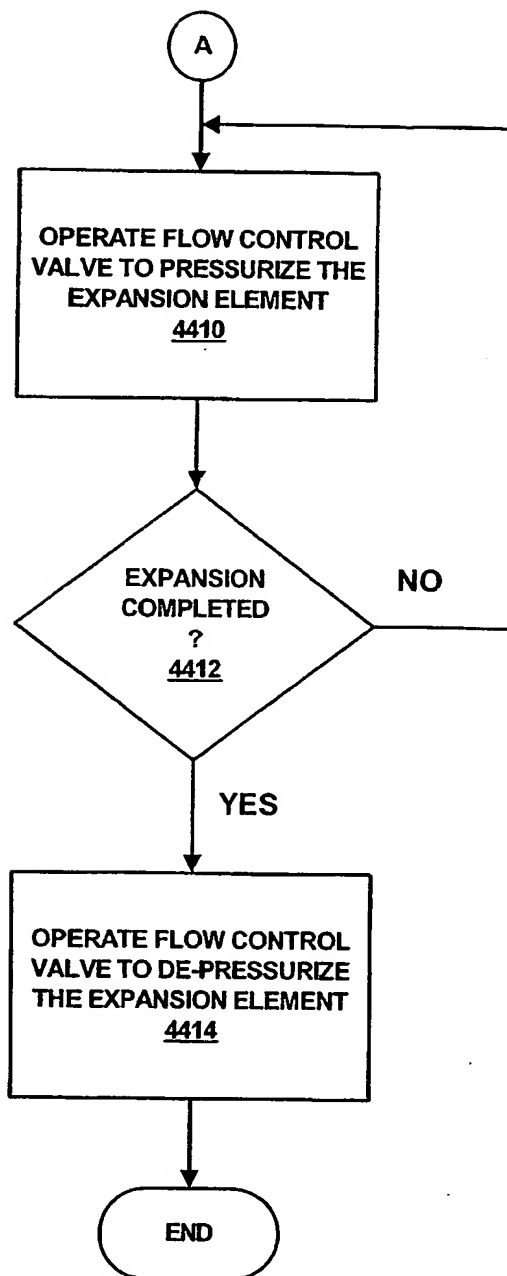 A
OPERATE FLOW CONTROL
VALVE TO PRESSURIZE THE
EXPANSION ELEMENT
4410
EXPANSION
COMPLETED
?
4412
NO
YES
OPERATE FLOW CONTROL
VALVE TO DE-PRESSURIZE
THE EXPANSION ELEMENT
4414
END